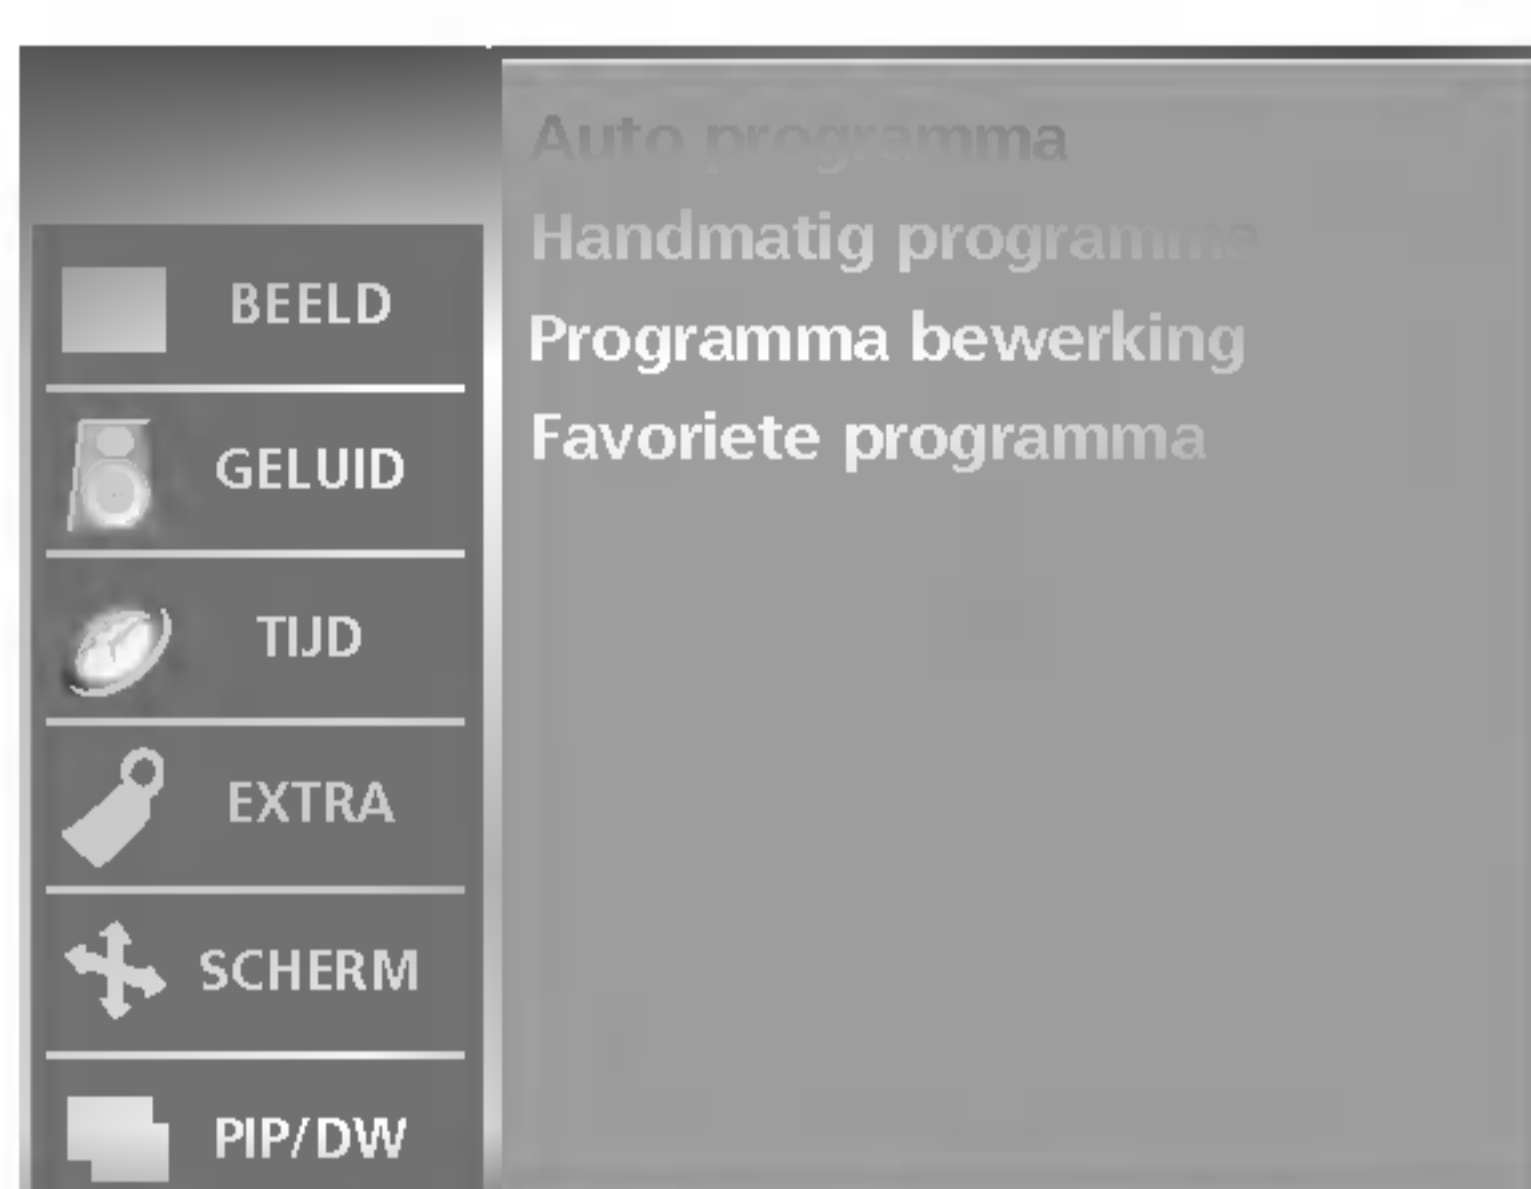 Auto programma
Handmatig programma
Programma bewerking
Favoriete programma
BEELD
GELUID
TIJD
EXTRA
SCHERM
PIP/DW